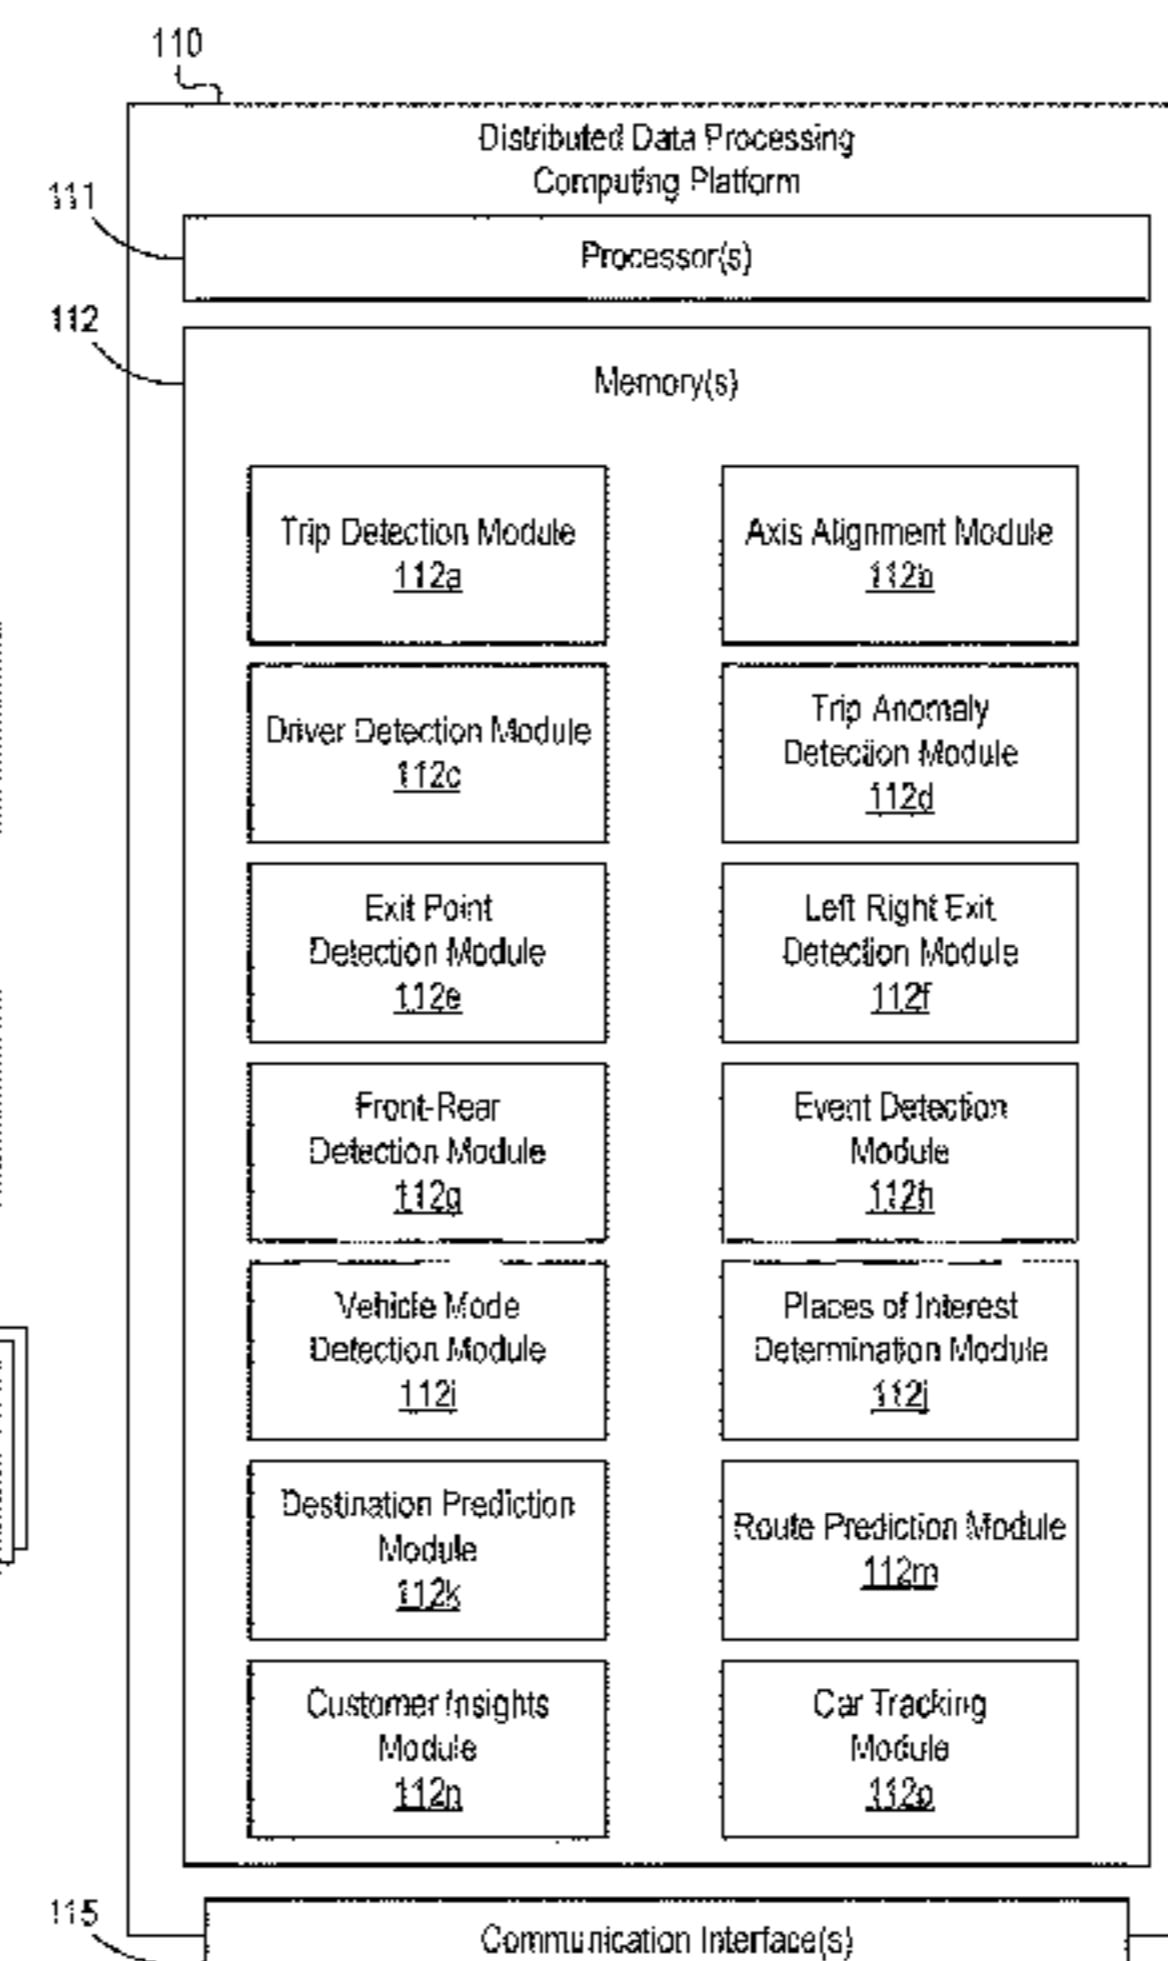 110
Distributed Data Processing
Computing Platform
111
Processor(s)
112
Memory(s)
Trip Detection Module
112a
Axis Alignment Module
112b
Driver Detection Module
112c
Trip Anomaly
Detection Module
112d
Exit Point
Detection Module
112e
Left Right Exit
Detection Module
112f
Front-Rear
Detection Module
112g
Event Detection
Module
112h
Vehicle Mode
Detection Module
112i
Places of Interest
Determination Module
112j
Destination Prediction
Module
112k
Route Prediction Module
112m
Customer Insights
Module
112n
Car Tracking
Module
112p
115
Communication Interface(s)